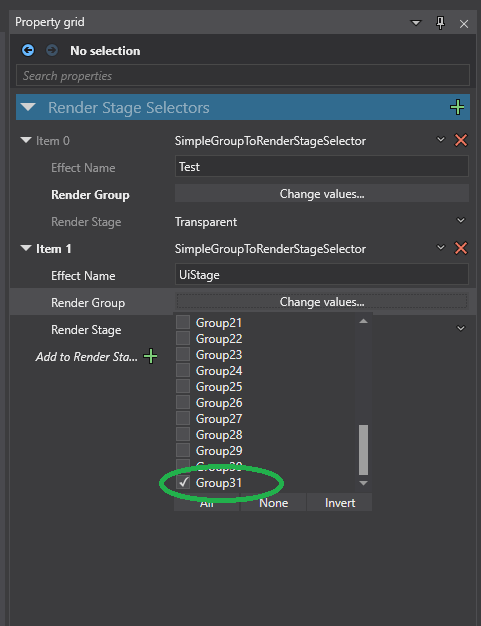 Property grid
No selection
Search properties
Render Stage Selectors
Item 0 SimpleGroupToRenderStageSelector
Effect Name Test
Render Group Change values...
Render Stage Transparent
Item 1 SimpleGroupToRenderStageSelector
Effect Name UiStage
Render Group Change values...
Render Stage
Add to Render Sta...
Group21
Group22
Group23
Group24
Group25
Group26
Group27
Group28
Group29
Group30
Group31
All None Invert